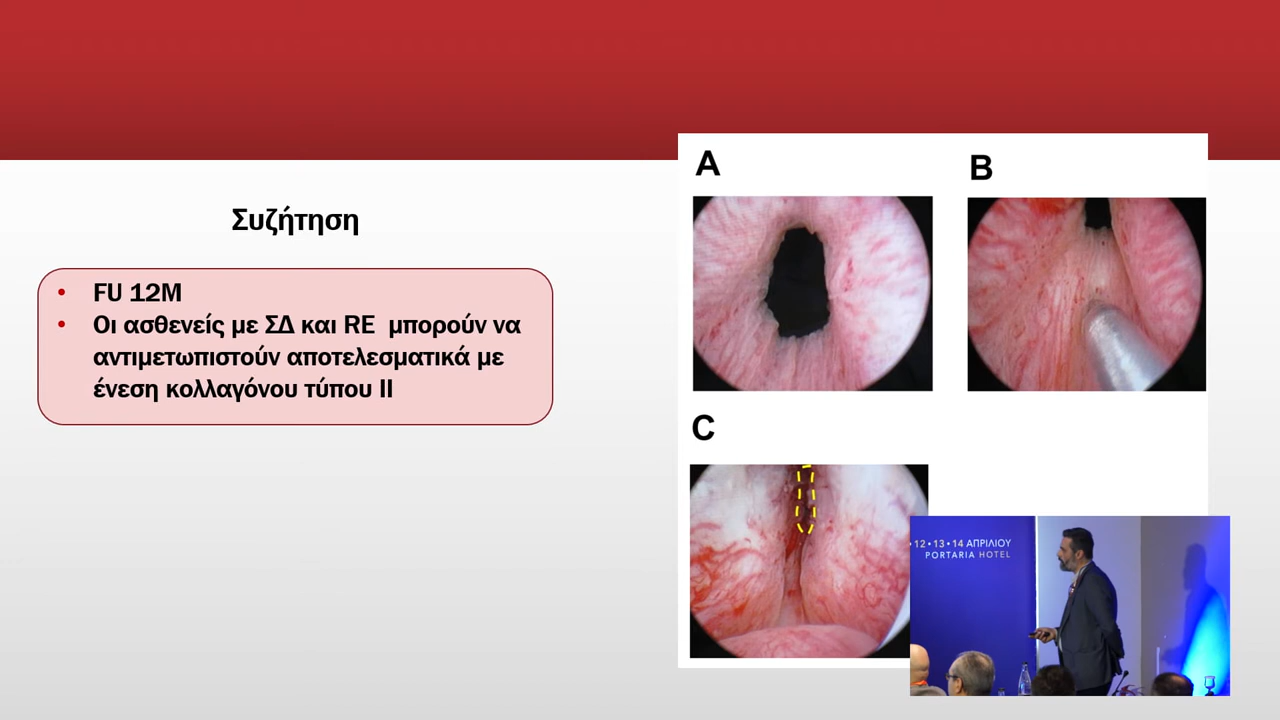 Συζήτηση
• FU 12M
• Οι ασθενείς με ΣΔ και RE μπορούν να
αντιμετωπιστούν αποτελεσματικά με
ένεση κολλαγόνου τύπου ΙΙ
A
B
C
•12•13•14 ΑΠΡΙΛΙΟΥ
PORTARIA HOTEL